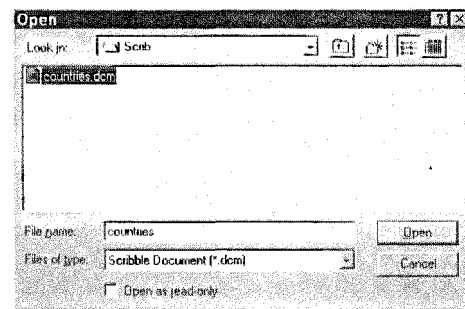 Open
Look in: Scrib
countries.dcm
File name: countries Open
Files of type: Scribble Document (*.dcm) Cancel
Open as read-only